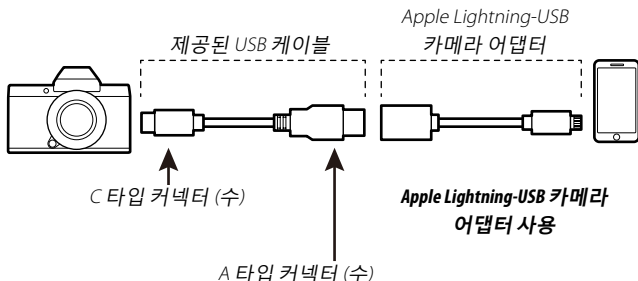 제공된 USB 케이블
Apple Lightning-USB
카메라 어댑터
C 타입 커넥터 (수)
Apple Lightning-USB 카메라
어댑터 사용
A 타입 커넥터 (수)